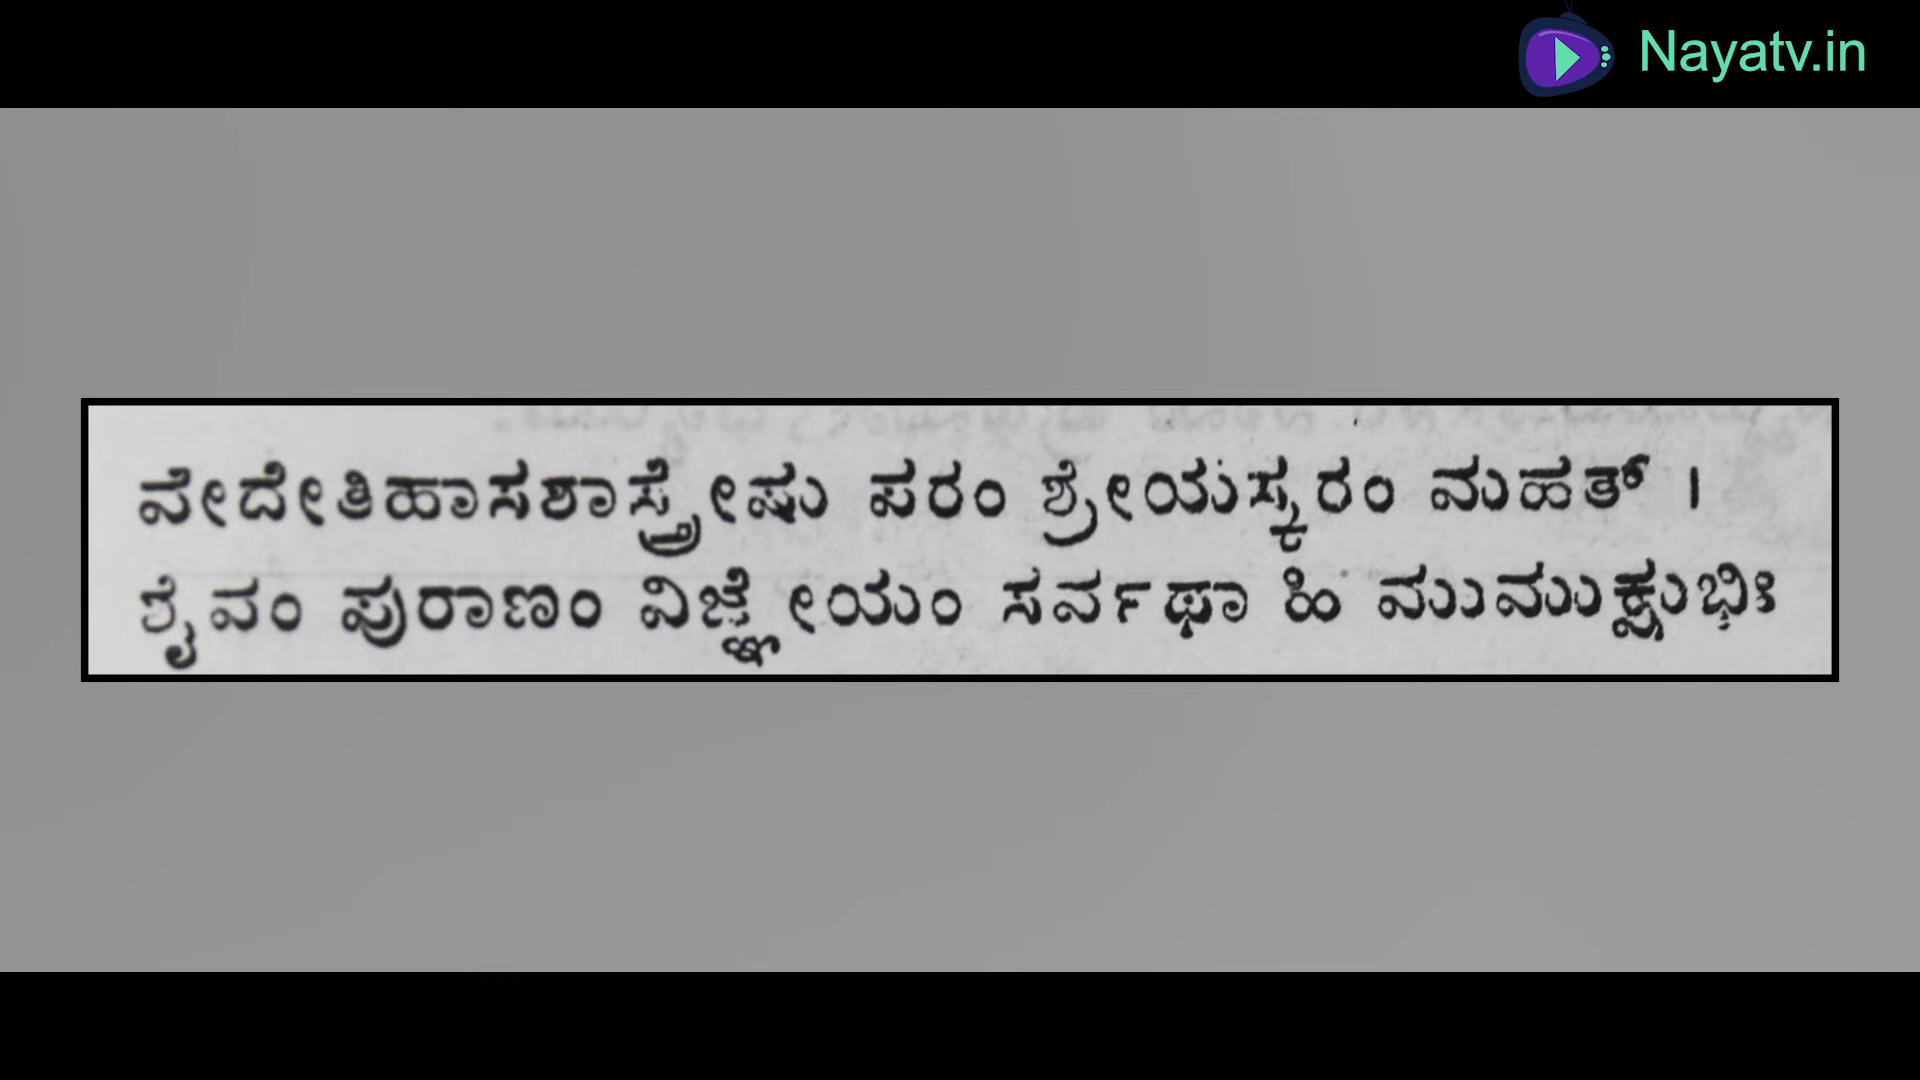 Nayatv.in
ವೇದೇತಿಹಾಸಶಾಸ್ತ್ರೇಷು ಪರಂ ಶ್ರೇಯಸ್ಕರಂ ಮಹತ್ ।
ಶೈವಂ ಪುರಾಣಂ ವಿಜ್ಞೇಯಂ ಸರ್ವಥಾ ಹಿ ಮುಮುಕ್ಷುಭಿಃ